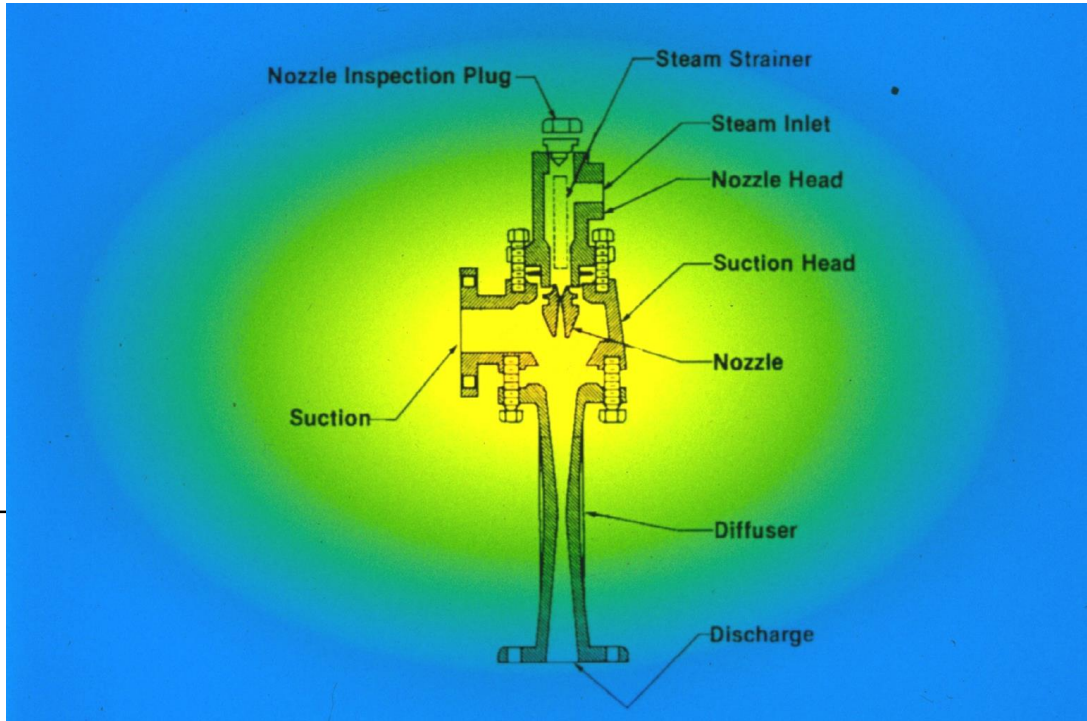 Steam Strainer
Nozzle Inspection Plug
Steam Inlet
Nozzle Head
Suction Head
Nozzle
Suction
Diffuser
Discharge